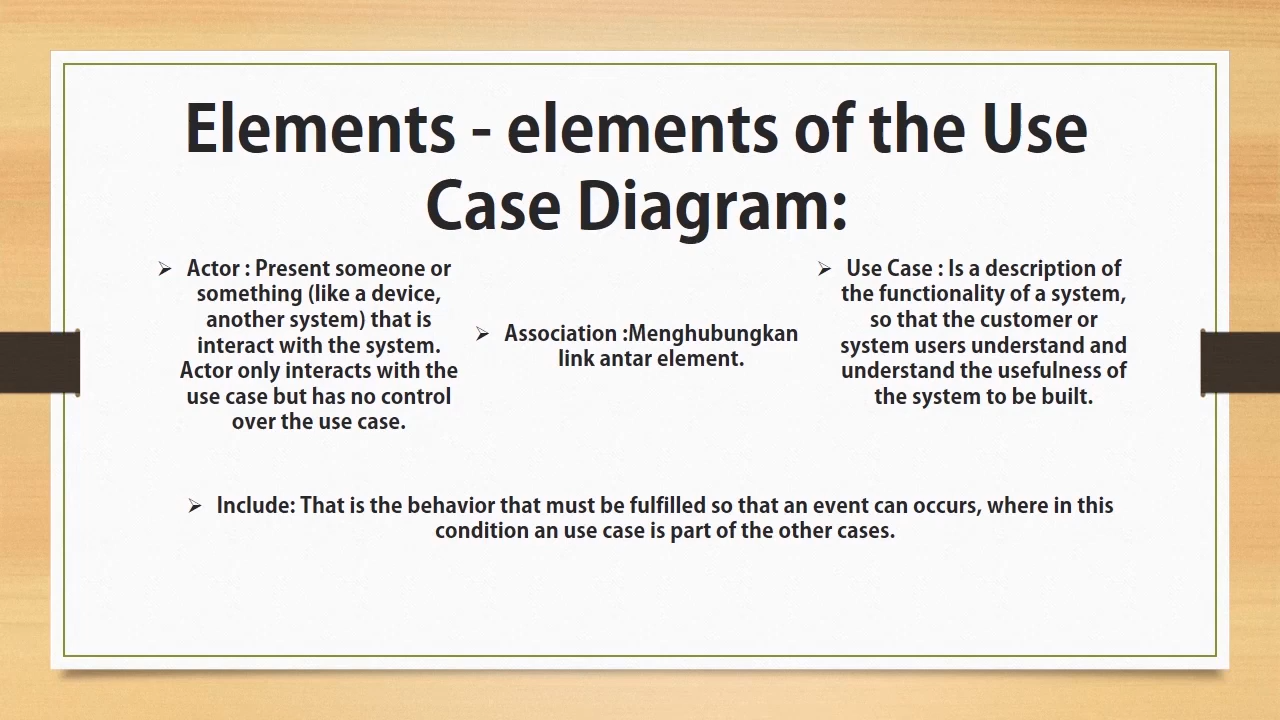 Elements - elements of the Use
Case Diagram:
➢ Actor : Present someone or
something (like a device,
another system) that is
interact with the system.
Actor only interacts with the
use case but has no control
over the use case.
➢ Association :Menghubungkan
link antar element.
➢ Use Case : Is a description of
the functionality of a system,
so that the customer or
system users understand and
understand the usefulness of
the system to be built.
➢ Include: That is the behavior that must be fulfilled so that an event can occurs, where in this
condition an use case is part of the other cases.